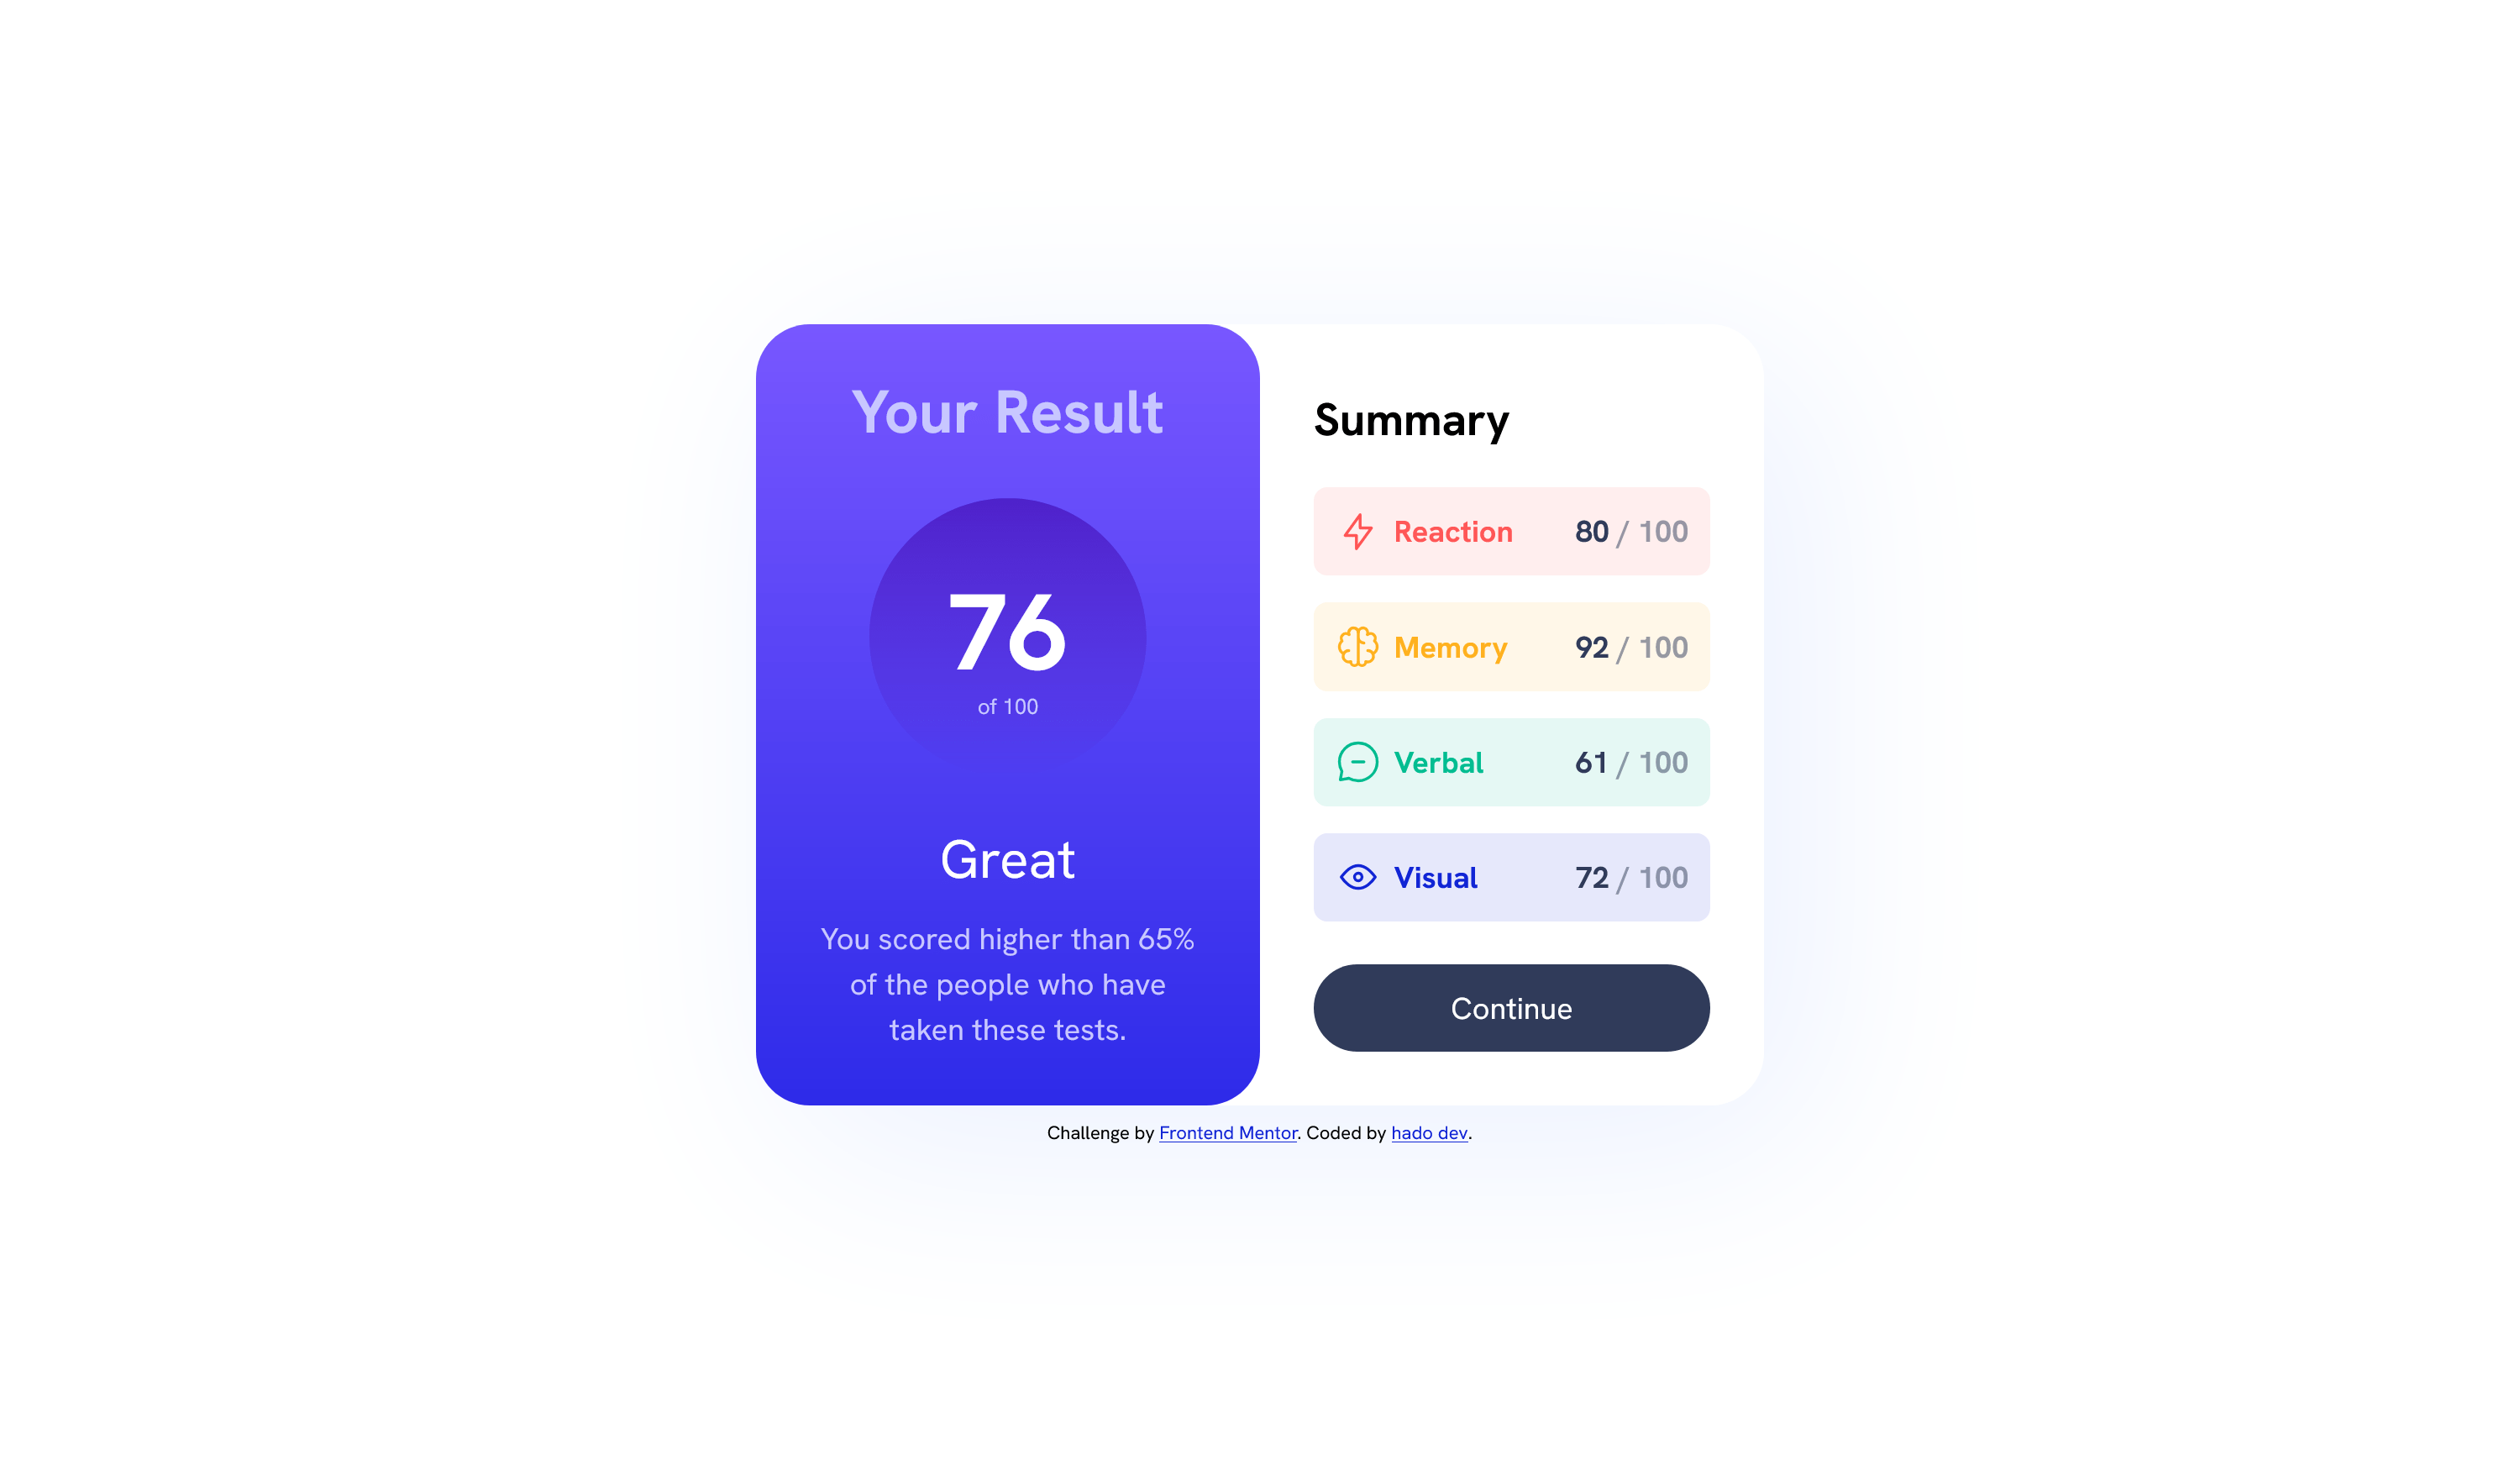 Your Result
76
of 100
Great
You scored higher than 65%
of the people who have
taken these tests.
Summary
Reaction 80 / 100
Memory 92 / 100
Verbal 61 / 100
Visual 72 / 100
Continue
Challenge by Frontend Mentor. Coded by hado dev.